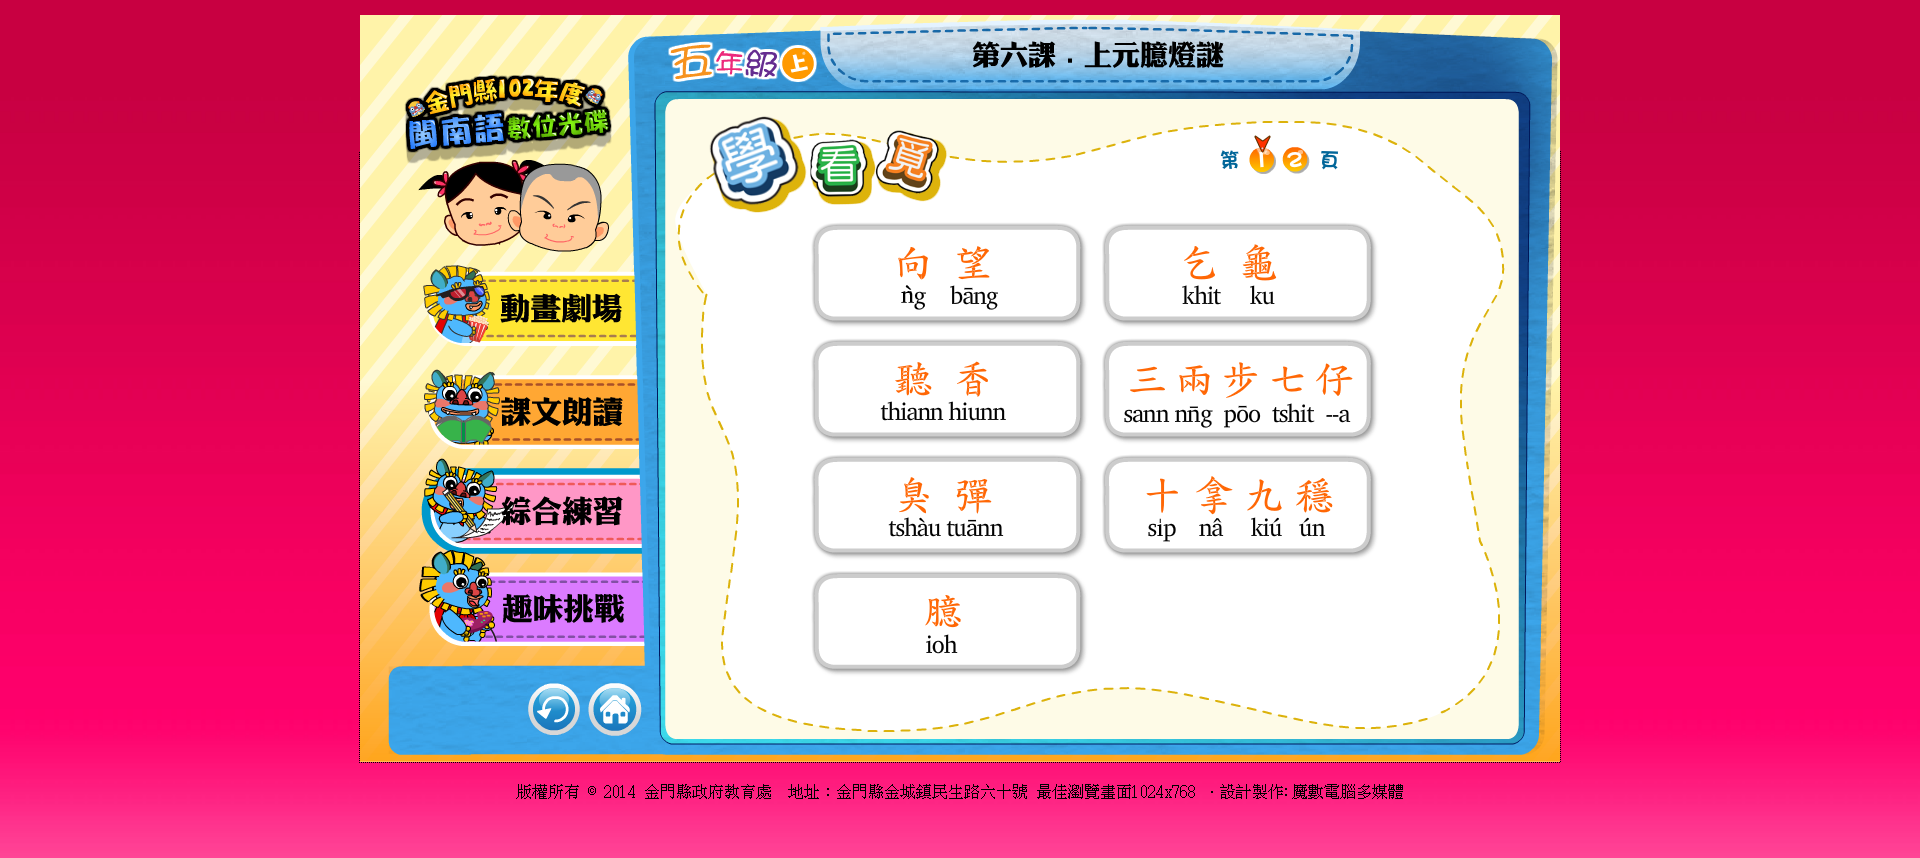 五年級上
第六課．上元臆燈謎
金門縣102年度
閩南語數位光碟
學看覓
第 1 2 頁
向望
ǹg bāng
乞龜
khit ku
聽香
thiann hiunn
三兩步七仔
sann nn̄g pōo tshit --a
臭彈
tshàu tuānn
十拿九穩
si̍p nâ kiú ún
臆
ioh
動畫劇場
課文朗讀
綜合練習
趣味挑戰
版權所有 © 2014 金門縣政府教育處 地址：金門縣金城鎮民生路六十號 最佳瀏覽畫面1024x768 ‧設計製作:魔數電腦多媒體